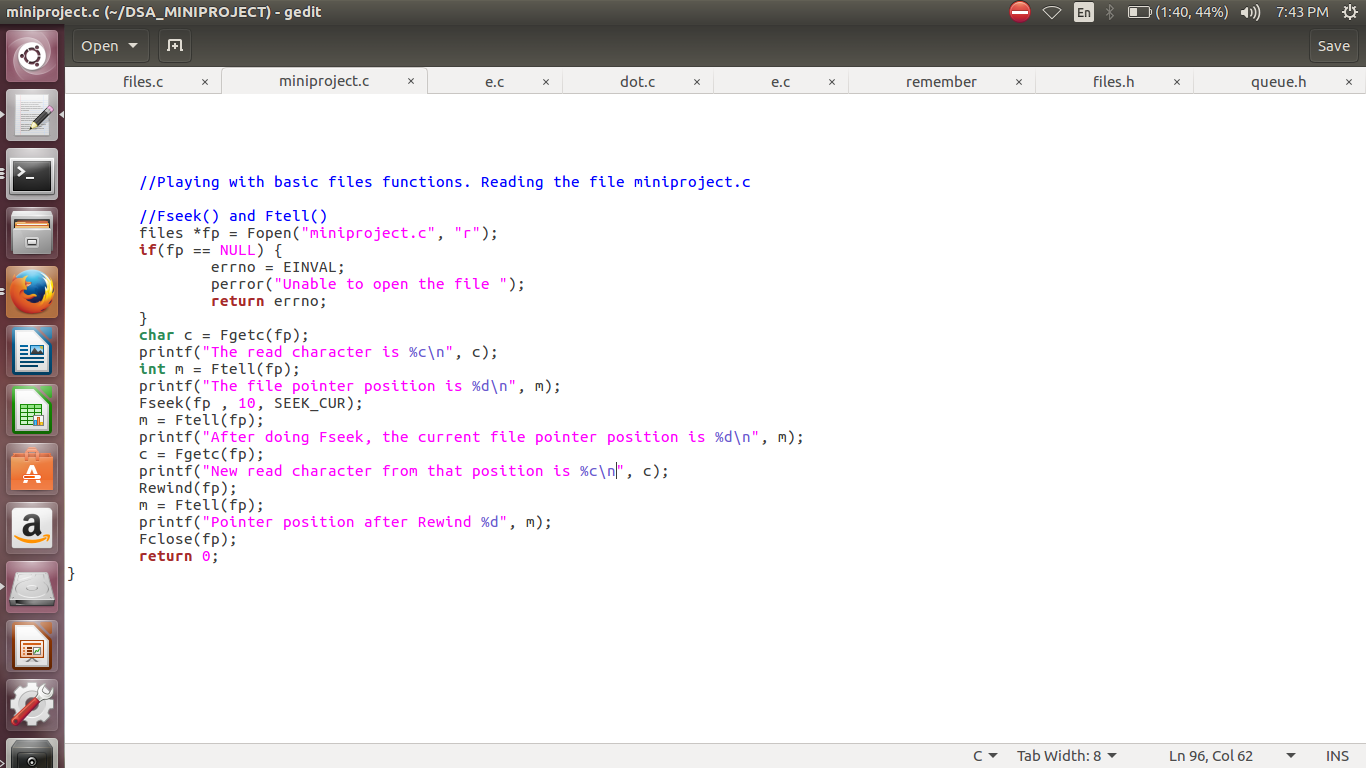 miniproject.c (~/DSA_MINIPROJECT) - gedit
En
(1:40, 44%)
7:43 PM
Open
Save
files.c × miniproject.c × e.c × dot.c × e.c × remember × files.h × queue.h ×
//Playing with basic files functions. Reading the file miniproject.c
//Fseek() and Ftell()
files *fp = Fopen("miniproject.c", "r");
if(fp == NULL) {
errno = EINVAL;
perror("Unable to open the file ");
return errno;
}
char c = Fgetc(fp);
printf("The read character is %c\n", c);
int m = Ftell(fp);
printf("The file pointer position is %d\n", m);
Fseek(fp , 10, SEEK_CUR);
m = Ftell(fp);
printf("After doing Fseek, the current file pointer position is %d\n", m);
c = Fgetc(fp);
printf("New read character from that position is %c\n", c);
Rewind(fp);
m = Ftell(fp);
printf("Pointer position after Rewind %d", m);
Fclose(fp);
return 0;
}
C Tab Width: 8 Ln 96, Col 62 INS